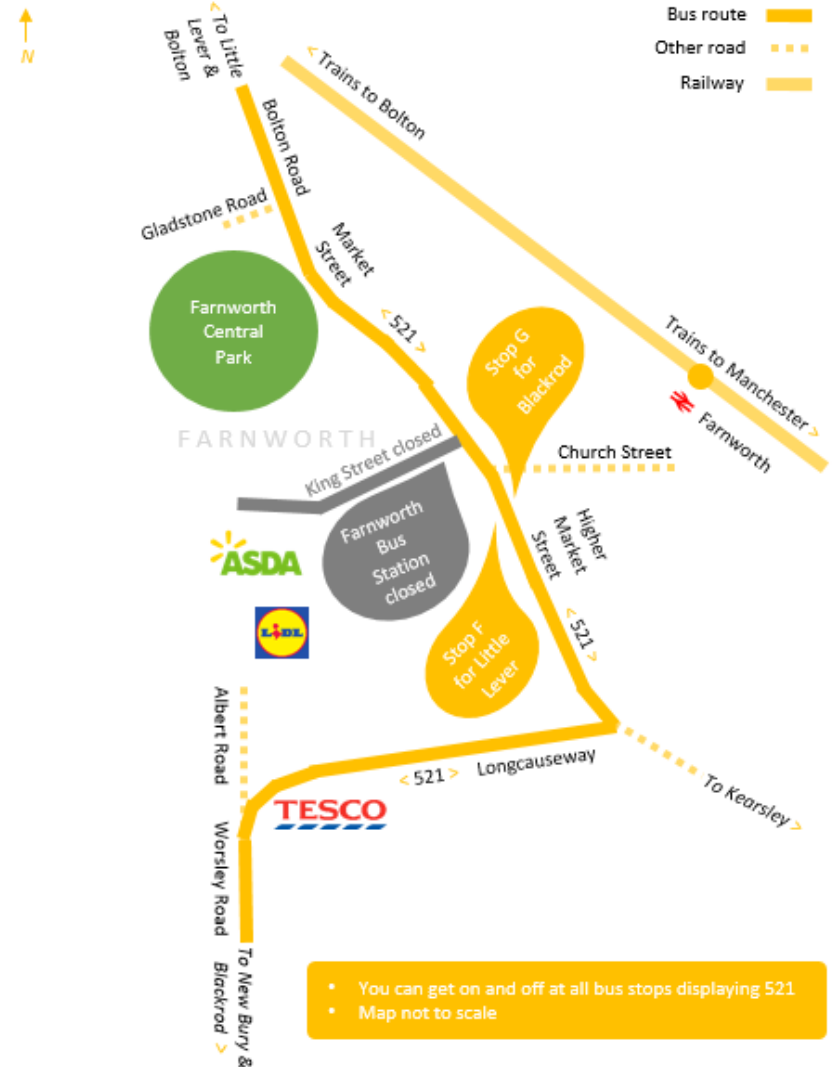 N
< To Little
Lever &
Bolton
Bus route
Other road
Railway
< Trains to Bolton
Bolton Road
Gladstone Road
Market
Street
Farnworth
Central
Park
< 521 >
Stop G
for
Blackrod
Trains to Manchester >
Farnworth
FARNWORTH
King Street closed
Church Street
Farnworth
Bus
Station
closed
Higher
Market
Street
ASDA
LIDL
Stop F
for Little
Lever
< 521 >
Albert Road
< 521 >
Longcauseway
To Kearsley >
TESCO
Worsley Road
To New Bury &
Blackrod >
• You can get on and off at all bus stops displaying 521
• Map not to scale